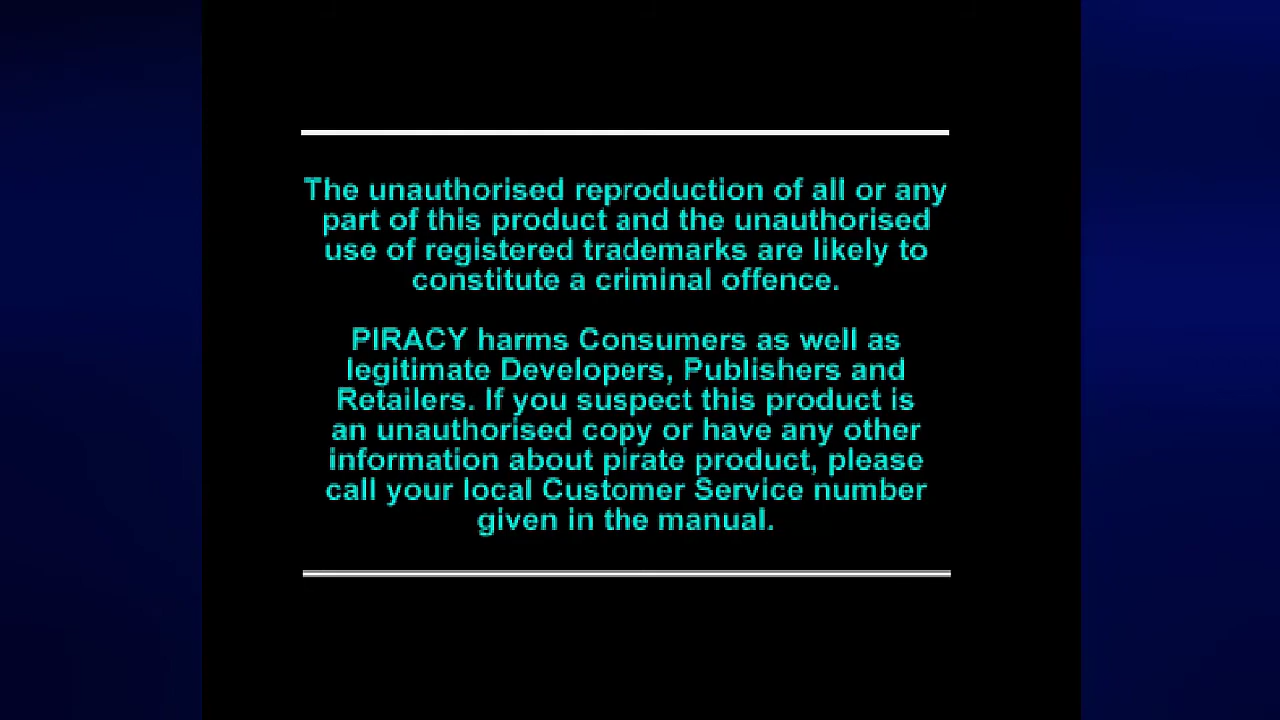 The unauthorised reproduction of all or any
part of this product and the unauthorised
use of registered trademarks are likely to
constitute a criminal offence.
PIRACY harms Consumers as well as
legitimate Developers, Publishers and
Retailers. If you suspect this product is
an unauthorised copy or have any other
information about pirate product, please
call your local Customer Service number
given in the manual.